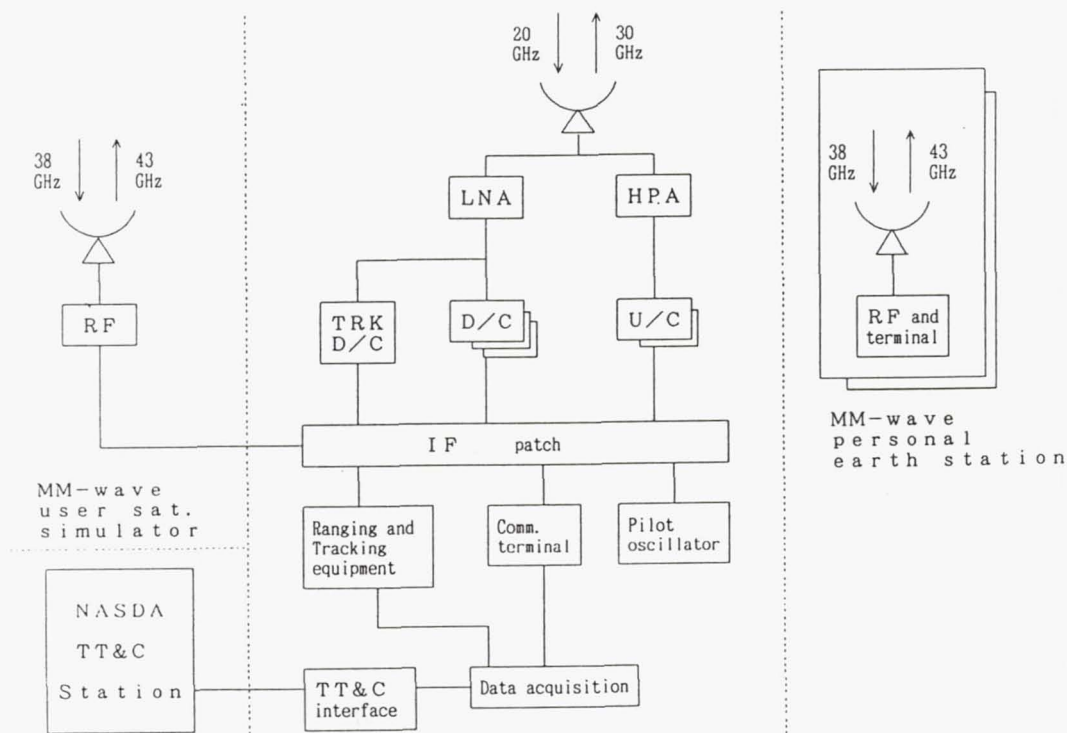 20
GHz
30
GHz
38
GHz
43
GHz
38
GHz
43
GHz
LNA
HPA
RF
TRK
D/C
D/C
U/C
RF and
terminal
IF patch
MM-wave
personal
earth station
MM-wave
user sat.
simulator
Ranging and
Tracking
equipment
Comm.
terminal
Pilot
oscillator
NASDA
TT&C
Station
TT&C
interface
Data acquisition